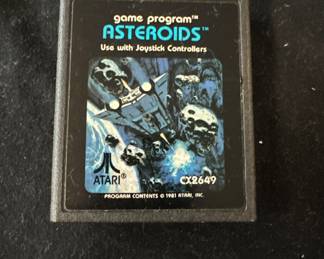 game program™
ASTEROIDS™
Use with Joystick Controllers
ATARI®
CX2649
PROGRAM CONTENTS © 1981 ATARI, INC.